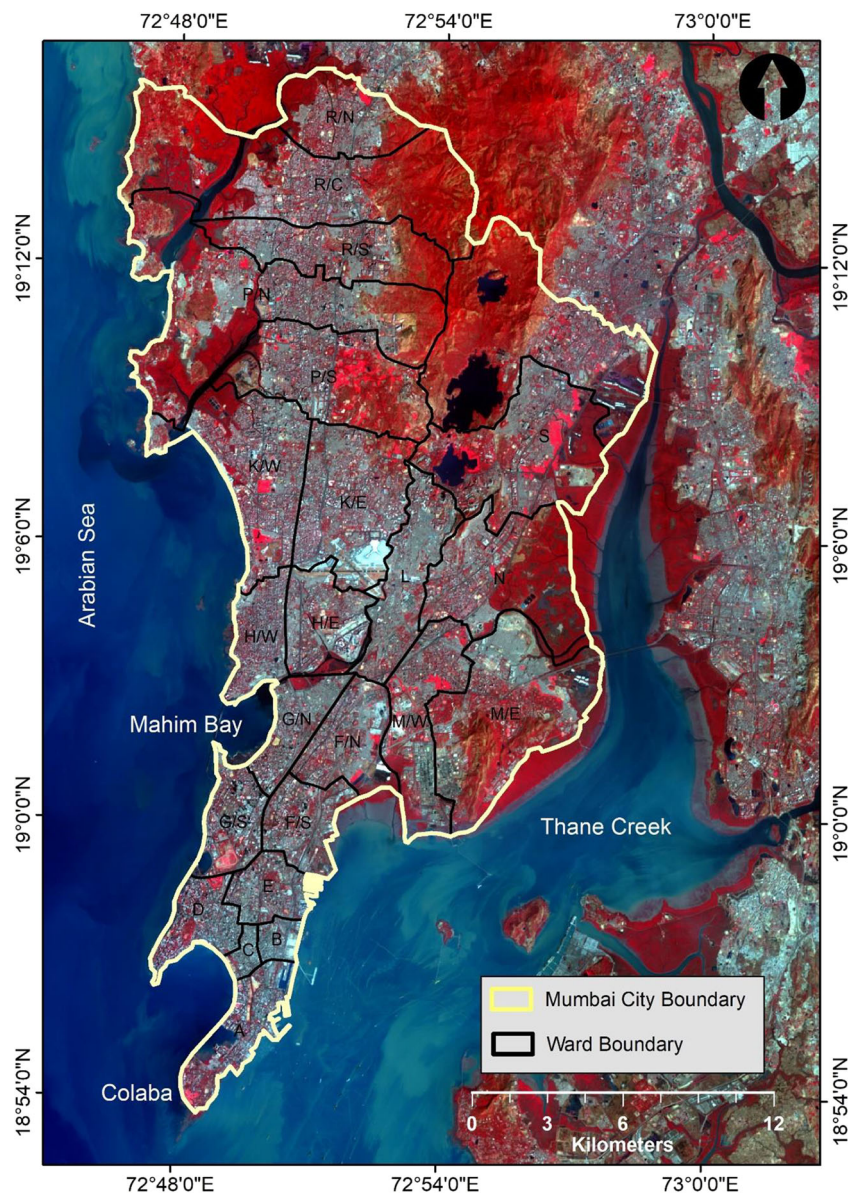 72°48'0"E
72°54'0"E
73°0'0"E
R/N
R/C
19°12'0"N
19°12'0"N
R/S
P/N
P/S
S
K/W
K/E
19°6'0"N
19°6'0"N
Arabian Sea
L
N
H/W
H/E
Mahim Bay
G/N
M/W
M/E
F/N
19°0'0"N
19°0'0"N
G/S
F/S
Thane Creek
E
D
B
C
A
Mumbai City Boundary
Ward Boundary
Colaba
18°54'0"N
18°54'0"N
0 3 6 12
Kilometers
72°48'0"E
72°54'0"E
73°0'0"E